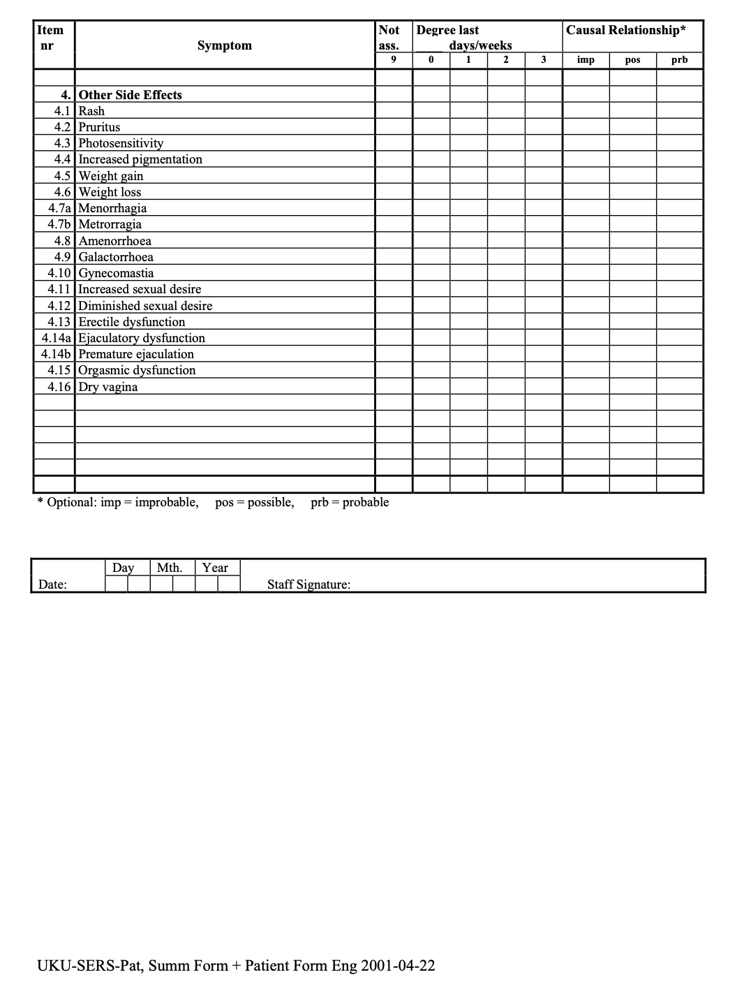 Item nr Symptom Not ass. Degree last ____ days/weeks Causal Relationship*
9 0 1 2 3 imp pos prb
4. Other Side Effects
4.1 Rash
4.2 Pruritus
4.3 Photosensitivity
4.4 Increased pigmentation
4.5 Weight gain
4.6 Weight loss
4.7a Menorrhagia
4.7b Metrorragia
4.8 Amenorrhoea
4.9 Galactorrhoea
4.10 Gynecomastia
4.11 Increased sexual desire
4.12 Diminished sexual desire
4.13 Erectile dysfunction
4.14a Ejaculatory dysfunction
4.14b Premature ejaculation
4.15 Orgasmic dysfunction
4.16 Dry vagina
* Optional: imp = improbable, pos = possible, prb = probable
Day Mth. Year
Date: Staff Signature:
UKU-SERS-Pat, Summ Form + Patient Form Eng 2001-04-22